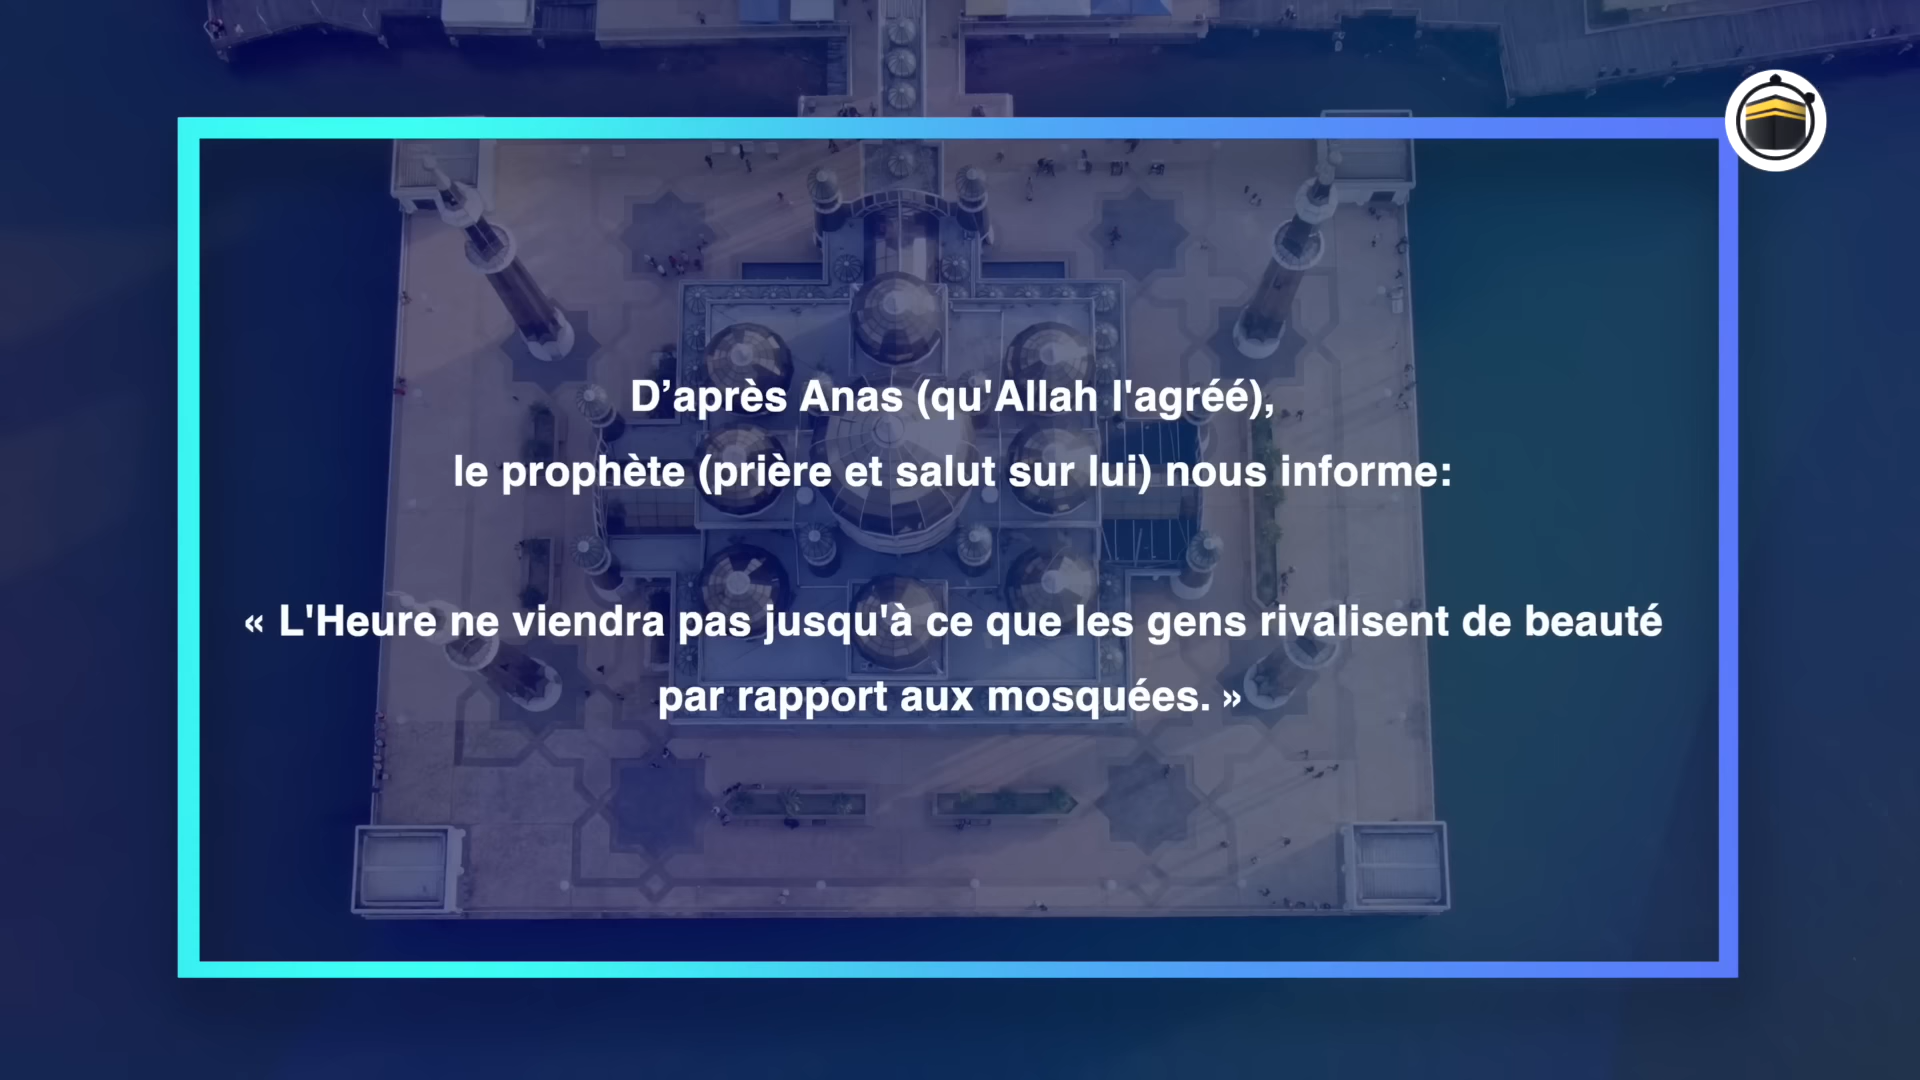 D’après Anas (qu'Allah l'agréé),
le prophète (prière et salut sur lui) nous informe:
« L'Heure ne viendra pas jusqu'à ce que les gens rivalisent de beauté
par rapport aux mosquées. »